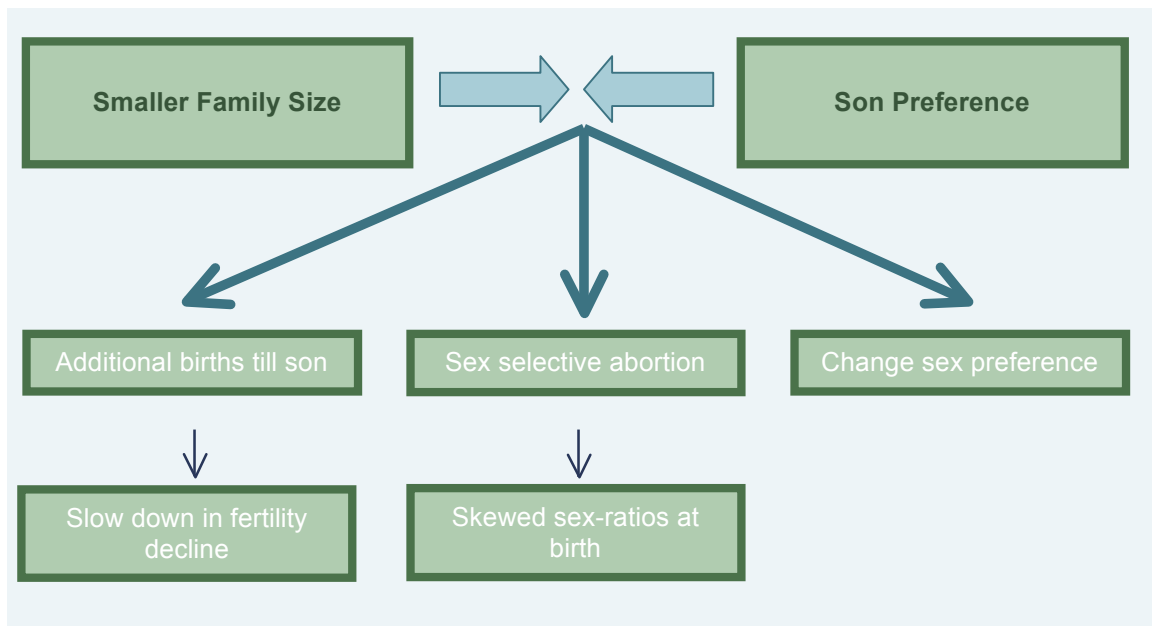 Smaller Family Size
Son Preference
Additional births till son
Sex selective abortion
Change sex preference
Slow down in fertility
decline
Skewed sex-ratios at
birth